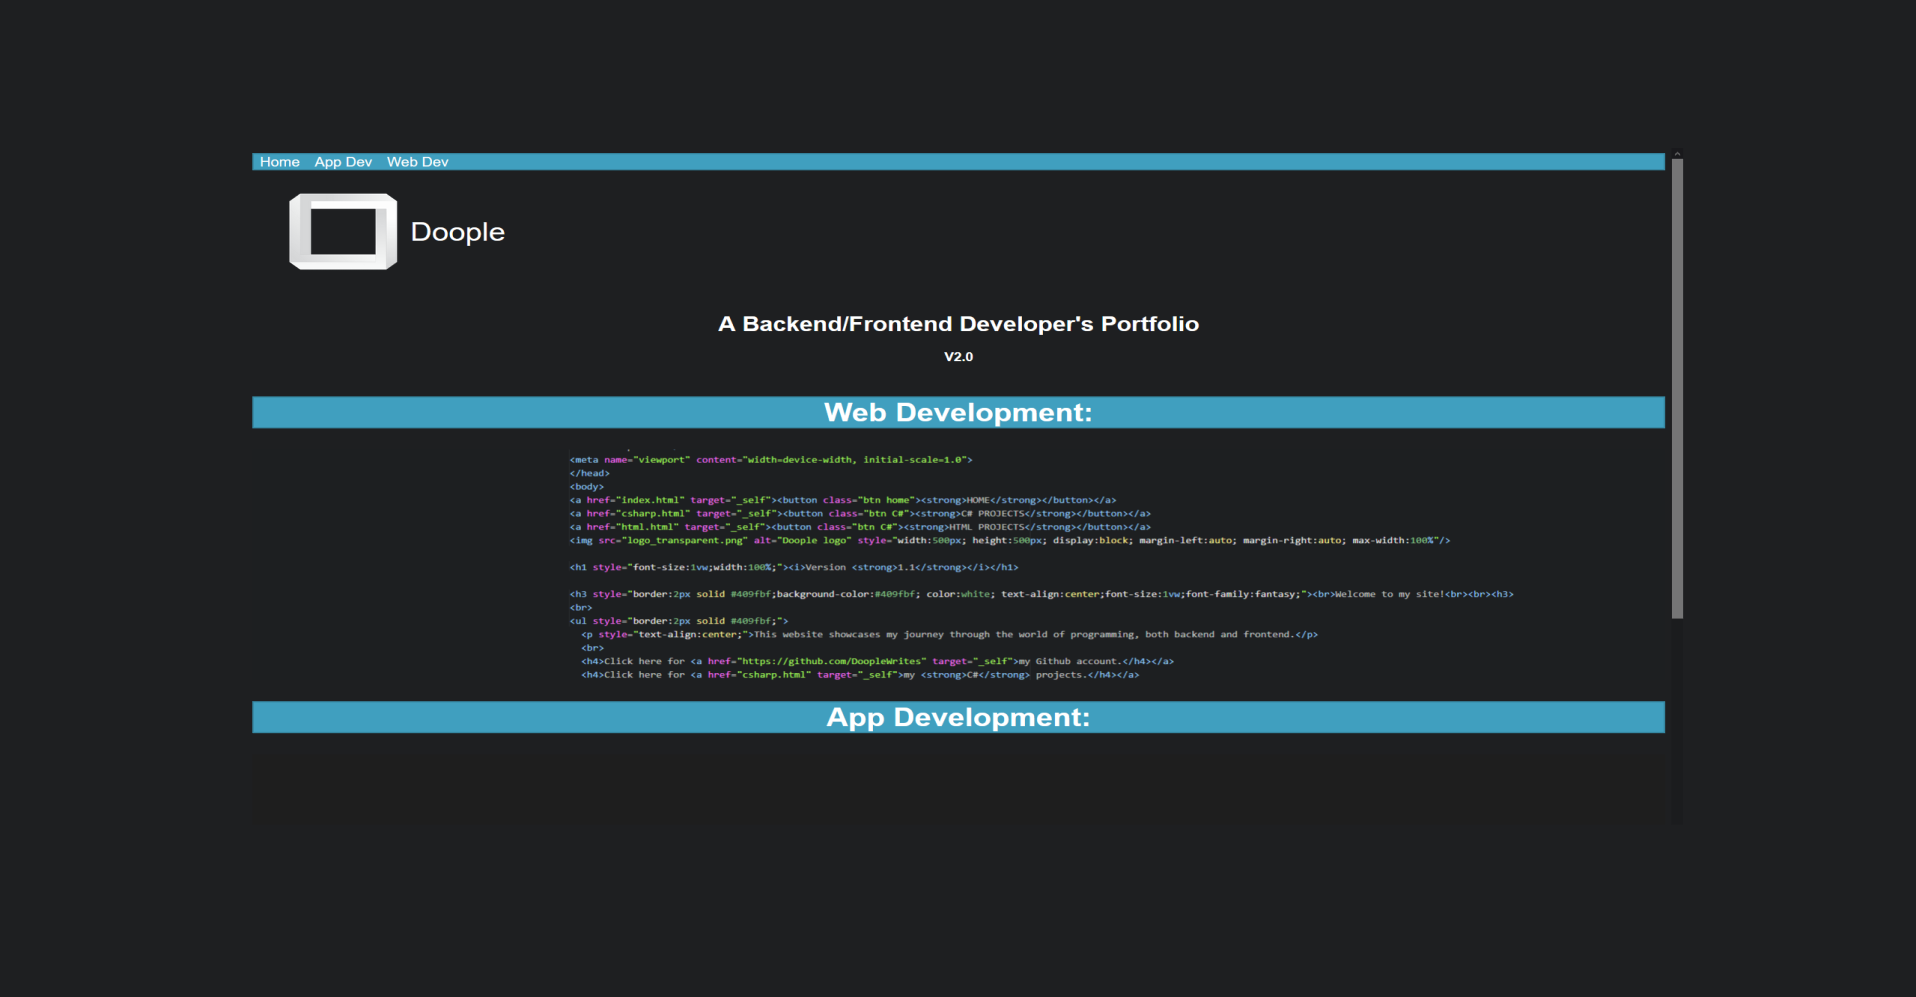 Home App Dev Web Dev
Doople
A Backend/Frontend Developer's Portfolio
V2.0
Web Development:
<meta name="viewport" content="width=device-width, initial-scale=1.0">
</head>
<body>
<a href="index.html" target="_self"><button class="btn home"><strong>HOME</strong></button></a>
<a href="csharp.html" target="_self"><button class="btn C#"><strong>C# PROJECTS</strong></button></a>
<a href="html.html" target="_self"><button class="btn C#"><strong>HTML PROJECTS</strong></button></a>
<img src="logo_transparent.png" alt="Doople logo" style="width:500px; height:500px; display:block; margin-left:auto; margin-right:auto; max-width:100%"/>
<h1 style="font-size:1vw;width:100%;"><i>Version <strong>1.1</strong></i></h1>
<h3 style="border:2px solid #409fbf;background-color:#409fbf; color:white; text-align:center;font-size:1vw;font-family:fantasy;"><br>Welcome to my site!<br><br><h3>
<br>
<ul style="border:2px solid #409fbf;">
<p style="text-align:center;">This website showcases my journey through the world of programming, both backend and frontend.</p>
<br>
<h4>Click here for <a href="https://github.com/DoopleWrites" target="_self">my Github account.</h4></a>
<h4>Click here for <a href="csharp.html" target="_self">my <strong>C#</strong> projects.</h4></a>
App Development: